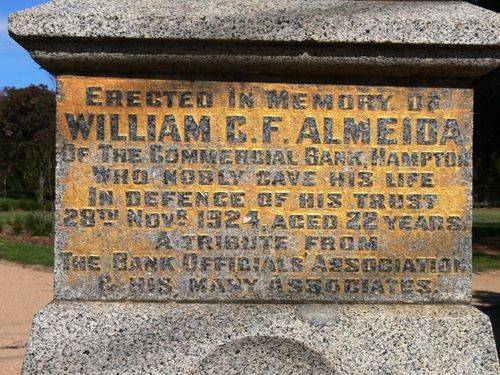 ERECTED IN MEMORY OF
WILLIAM C. F. ALMEIDA
OF THE COMMERCIAL BANK, HAMPTON
WHO NOBLY GAVE HIS LIFE
IN DEFENCE OF HIS TRUST
28TH NOVR 1924, AGED 22 YEARS.
A TRIBUTE FROM
THE BANK OFFICIALS' ASSOCIATION
& HIS MANY ASSOCIATES.